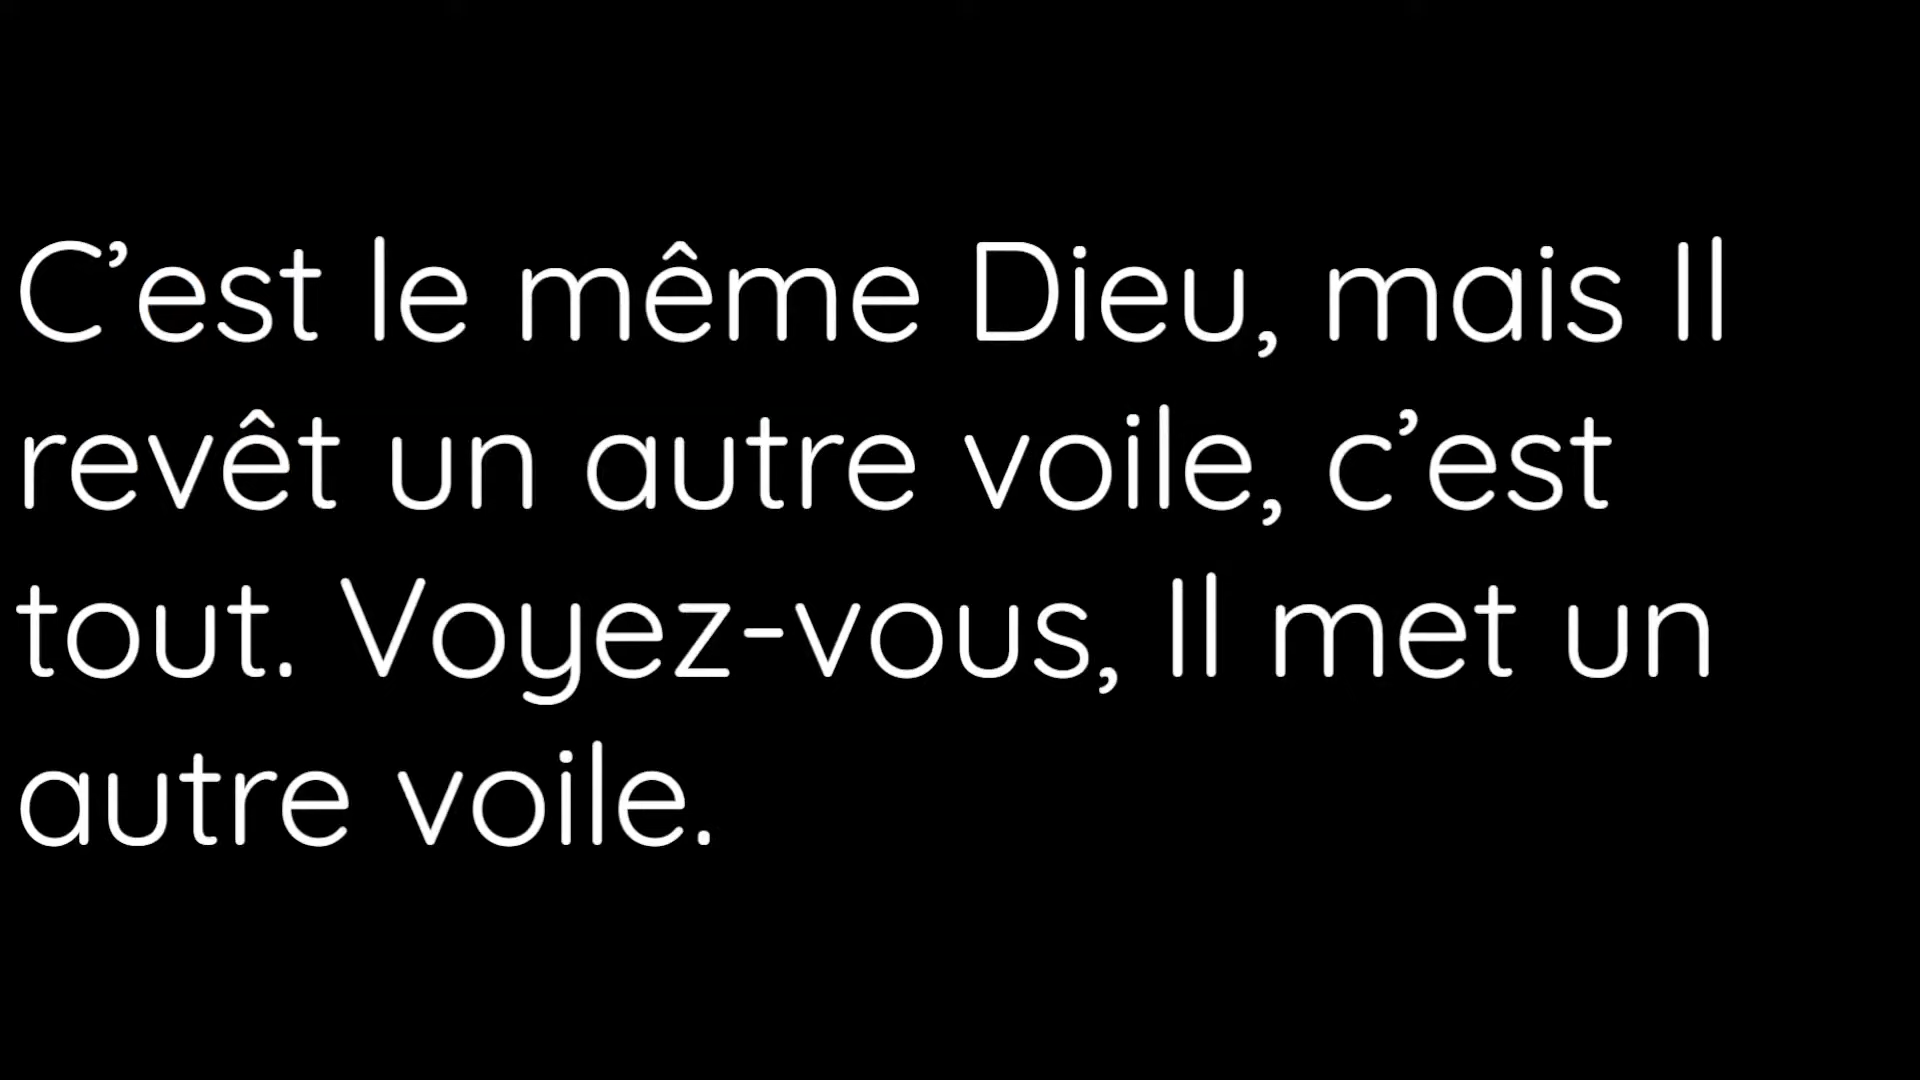 C’est le même Dieu, mais Il
revêt un autre voile, c’est
tout. Voyez-vous, Il met un
autre voile.